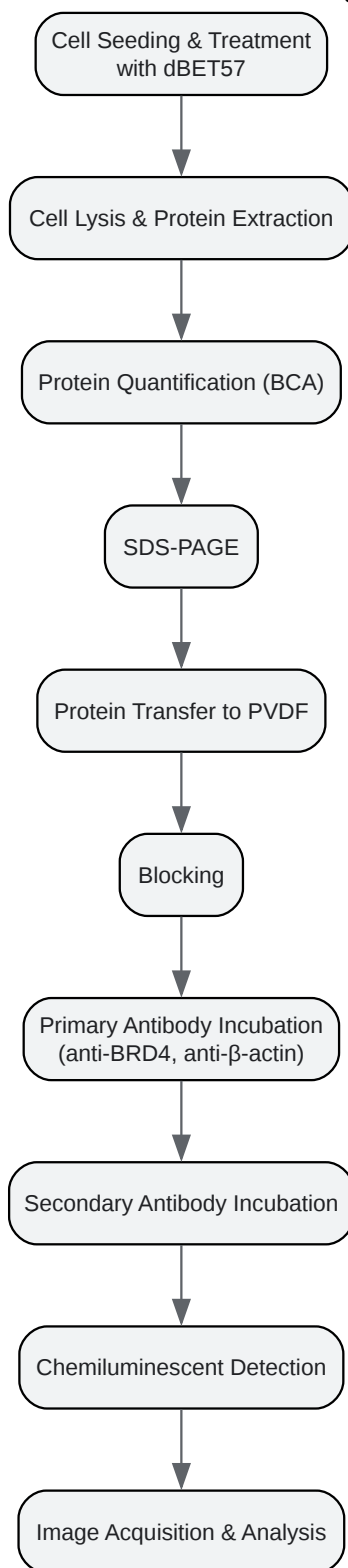 Cell Seeding & Treatment
with dBET57
Cell Lysis & Protein Extraction
Protein Quantification (BCA)
SDS-PAGE
Protein Transfer to PVDF
Blocking
Primary Antibody Incubation
(anti-BRD4, anti-β-actin)
Secondary Antibody Incubation
Chemiluminescent Detection
Image Acquisition & Analysis